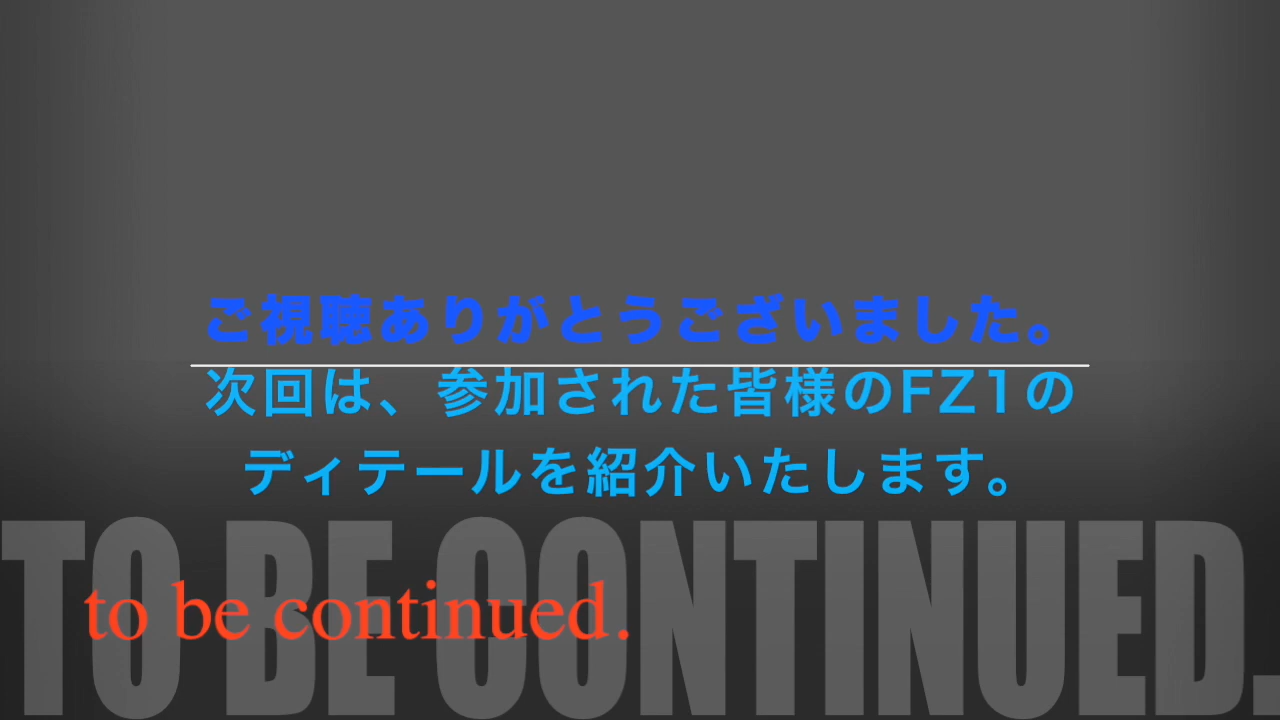 ご視聴ありがとうございました。
次回は、参加された皆様のFZ1の
ディテールを紹介いたします。
TO BE CONTINUED.
to be continued.